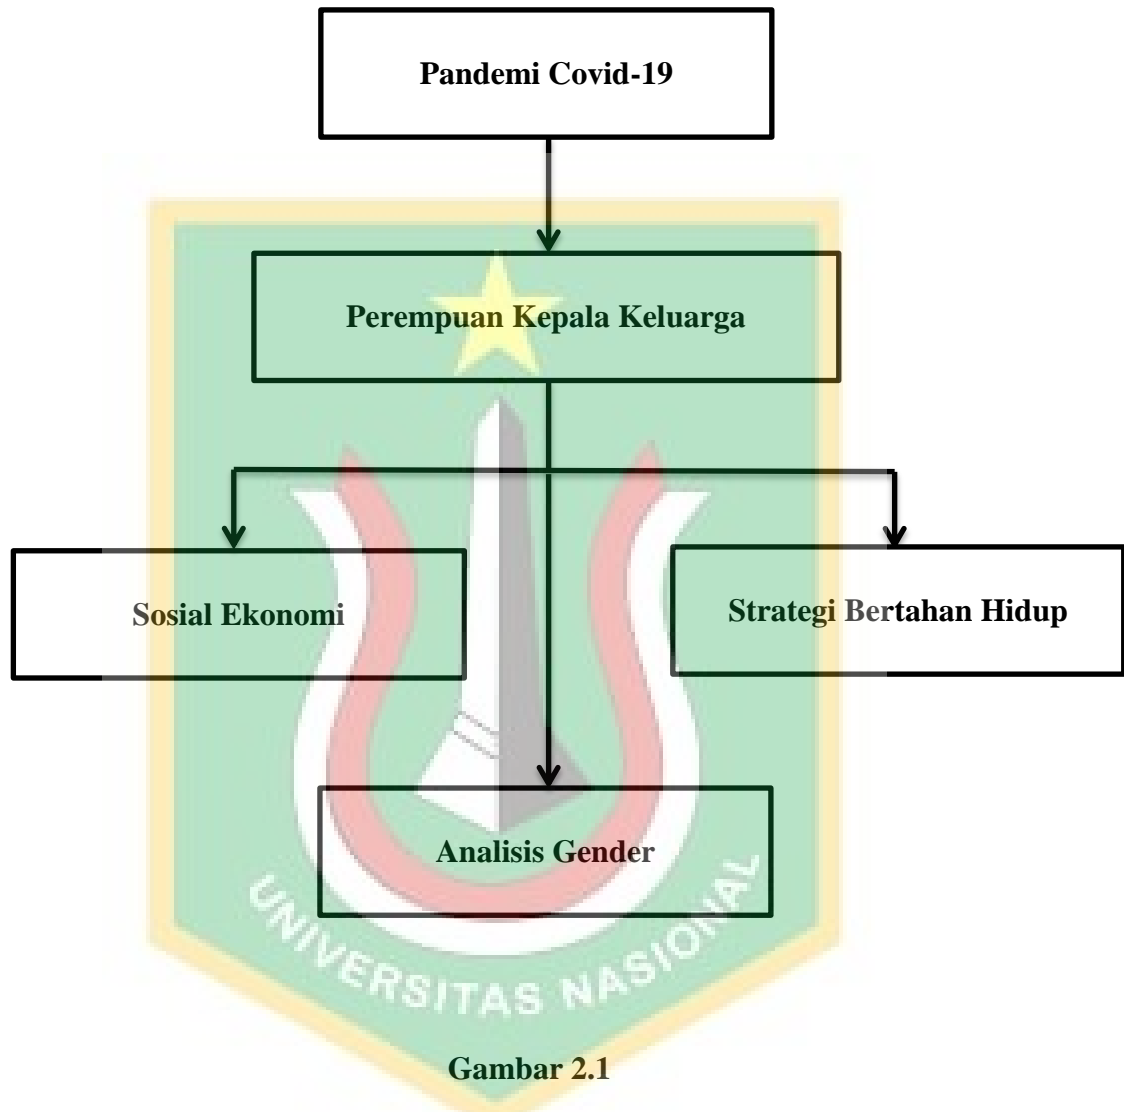 Pandemi Covid-19
Perempuan Kepala Keluarga
Sosial Ekonomi
Strategi Bertahan Hidup
Analisis Gender
UNIVERSITAS NASIONAL
Gambar 2.1